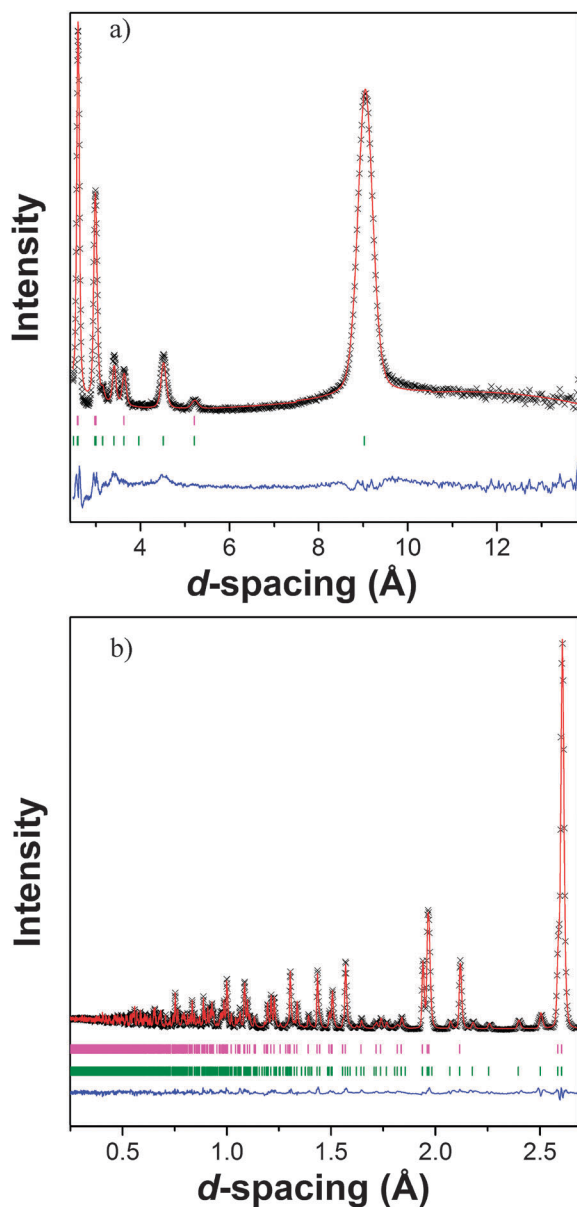 a)
Intensity
4 6 8 10 12
d-spacing (Å)
b)
Intensity
0.5 1.0 1.5 2.0 2.5
d-spacing (Å)